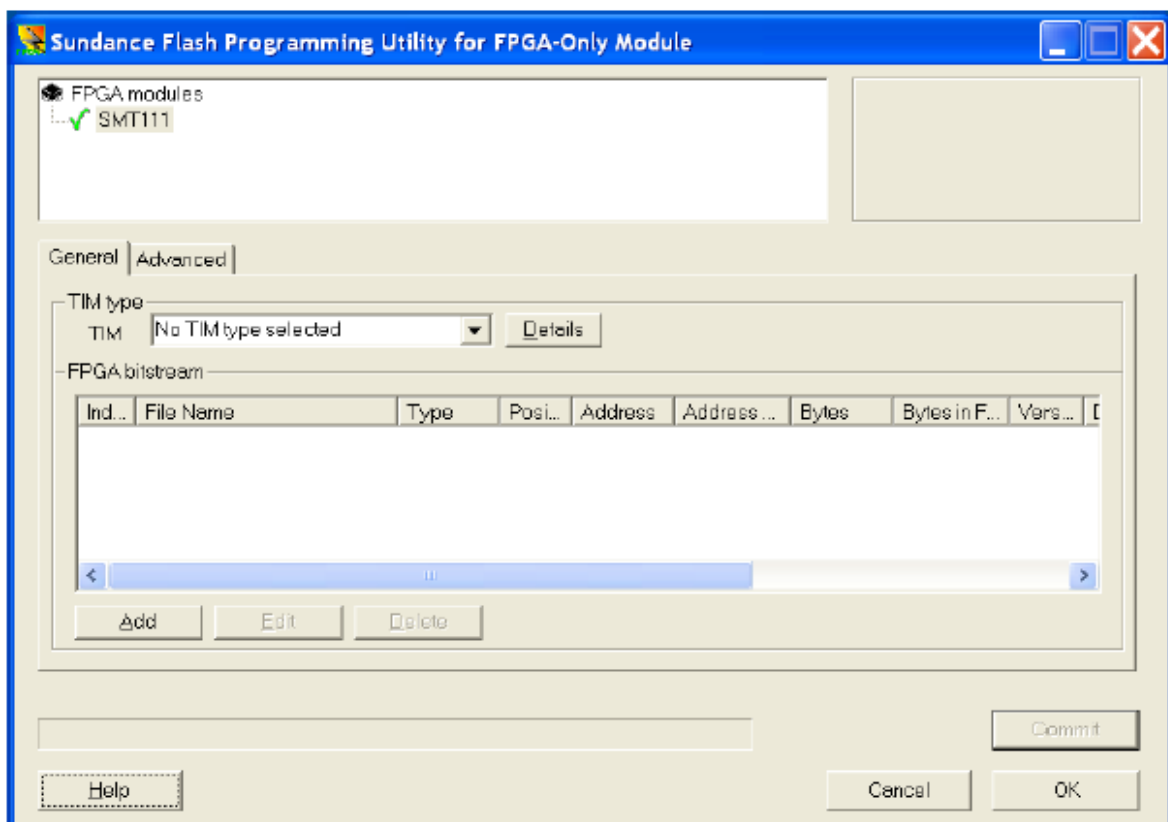 Sundance Flash Programming Utility for FPGA-Only Module
FPGA modules
SMT111
General Advanced
TIM type
TIM No TIM type selected Details
FPGA bitstream
Ind... File Name Type Posi... Address Address ... Bytes Bytes in F... Vers...
Add Edit Delete
Commit
Help Cancel OK